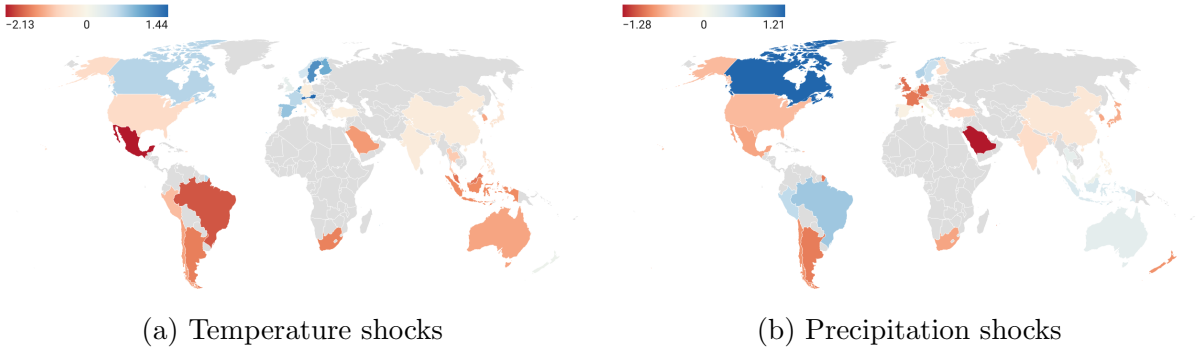 −2.13 0 1.44
−1.28 0 1.21
(a) Temperature shocks
(b) Precipitation shocks